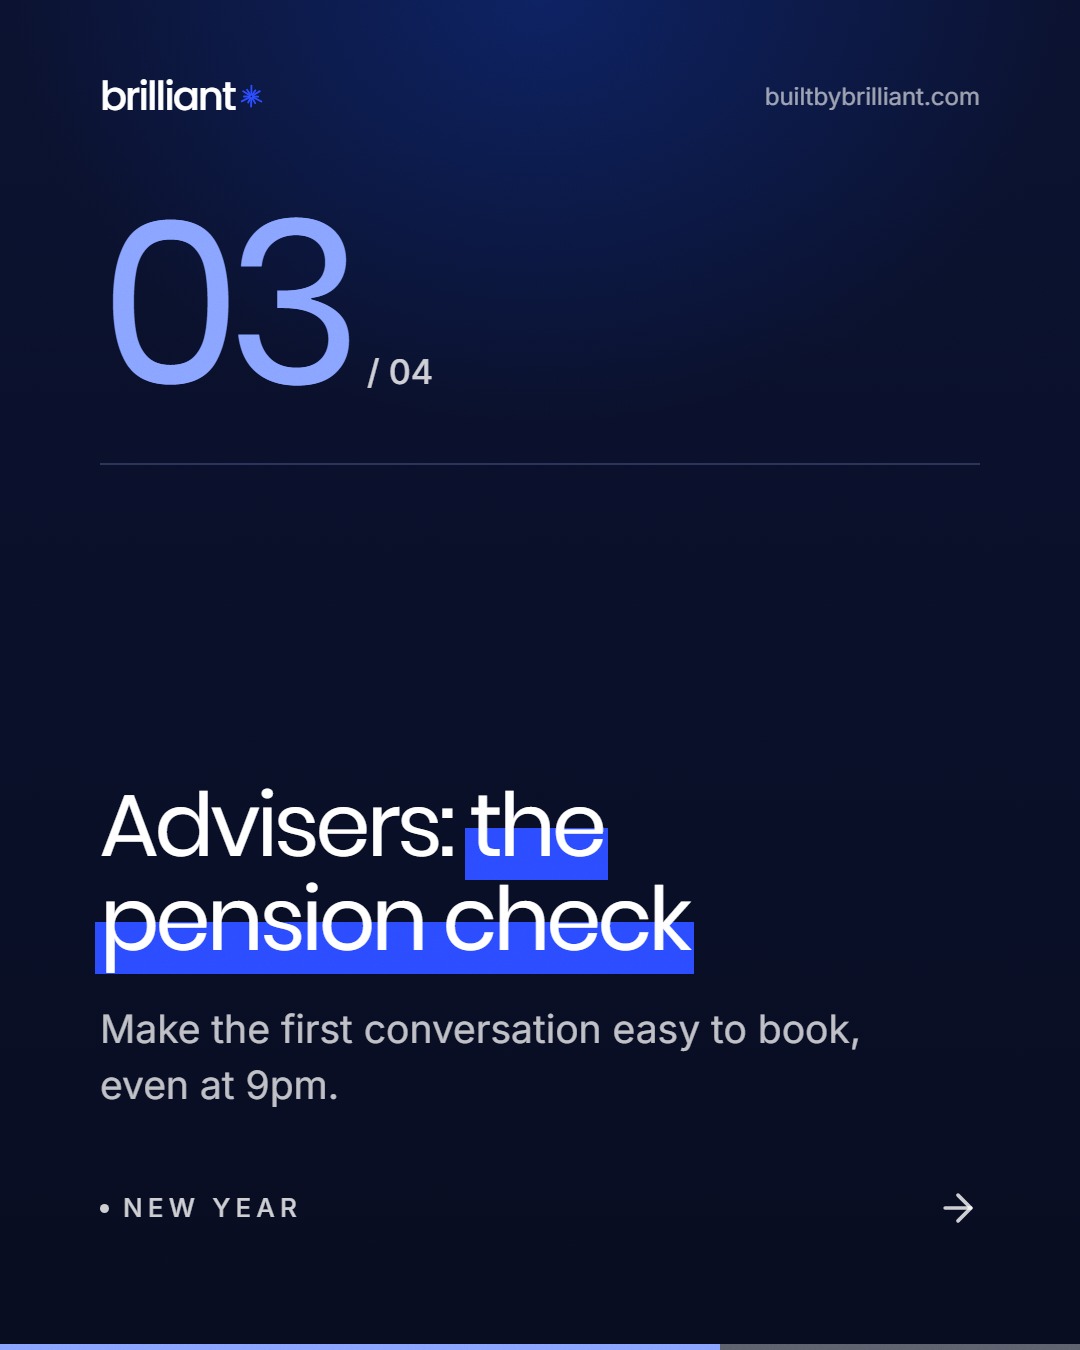 brilliant
builtbybrilliant.com
03 / 04
Advisers: the
pension check
Make the first conversation easy to book,
even at 9pm.
• NEW YEAR